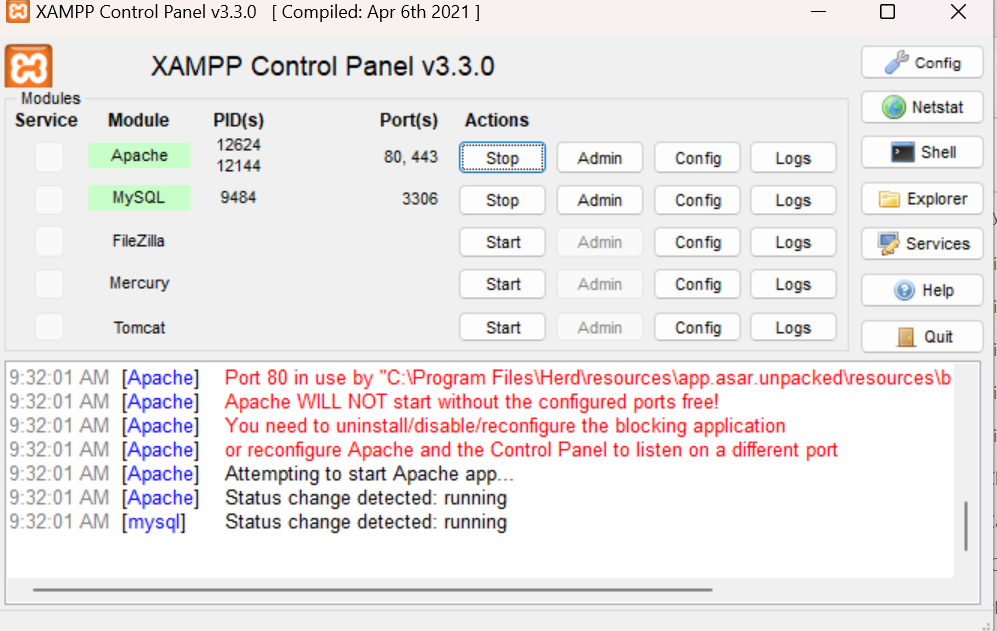 XAMPP Control Panel v3.3.0 [ Compiled: Apr 6th 2021 ]
XAMPP Control Panel v3.3.0
Config
Modules
Service Module PID(s) Port(s) Actions
Netstat
Apache 12624 12144 80, 443 Stop Admin Config Logs
Shell
MySQL 9484 3306 Stop Admin Config Logs
Explorer
FileZilla Start Admin Config Logs
Services
Mercury Start Admin Config Logs
Help
Tomcat Start Admin Config Logs
Quit
9:32:01 AM [Apache] Port 80 in use by "C:\Program Files\Herd\resources\app.asar.unpacked\resources\b
9:32:01 AM [Apache] Apache WILL NOT start without the configured ports free!
9:32:01 AM [Apache] You need to uninstall/disable/reconfigure the blocking application
9:32:01 AM [Apache] or reconfigure Apache and the Control Panel to listen on a different port
9:32:01 AM [Apache] Attempting to start Apache app...
9:32:01 AM [Apache] Status change detected: running
9:32:01 AM [mysql] Status change detected: running